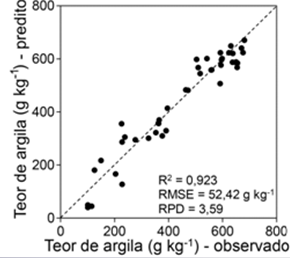 800
600
400
200
0
Teor de argila (g kg⁻¹) - predito
R² = 0,923
RMSE = 52,42 g kg⁻¹
RPD = 3,59
0 200 400 600 800
Teor de argila (g kg⁻¹) - observado